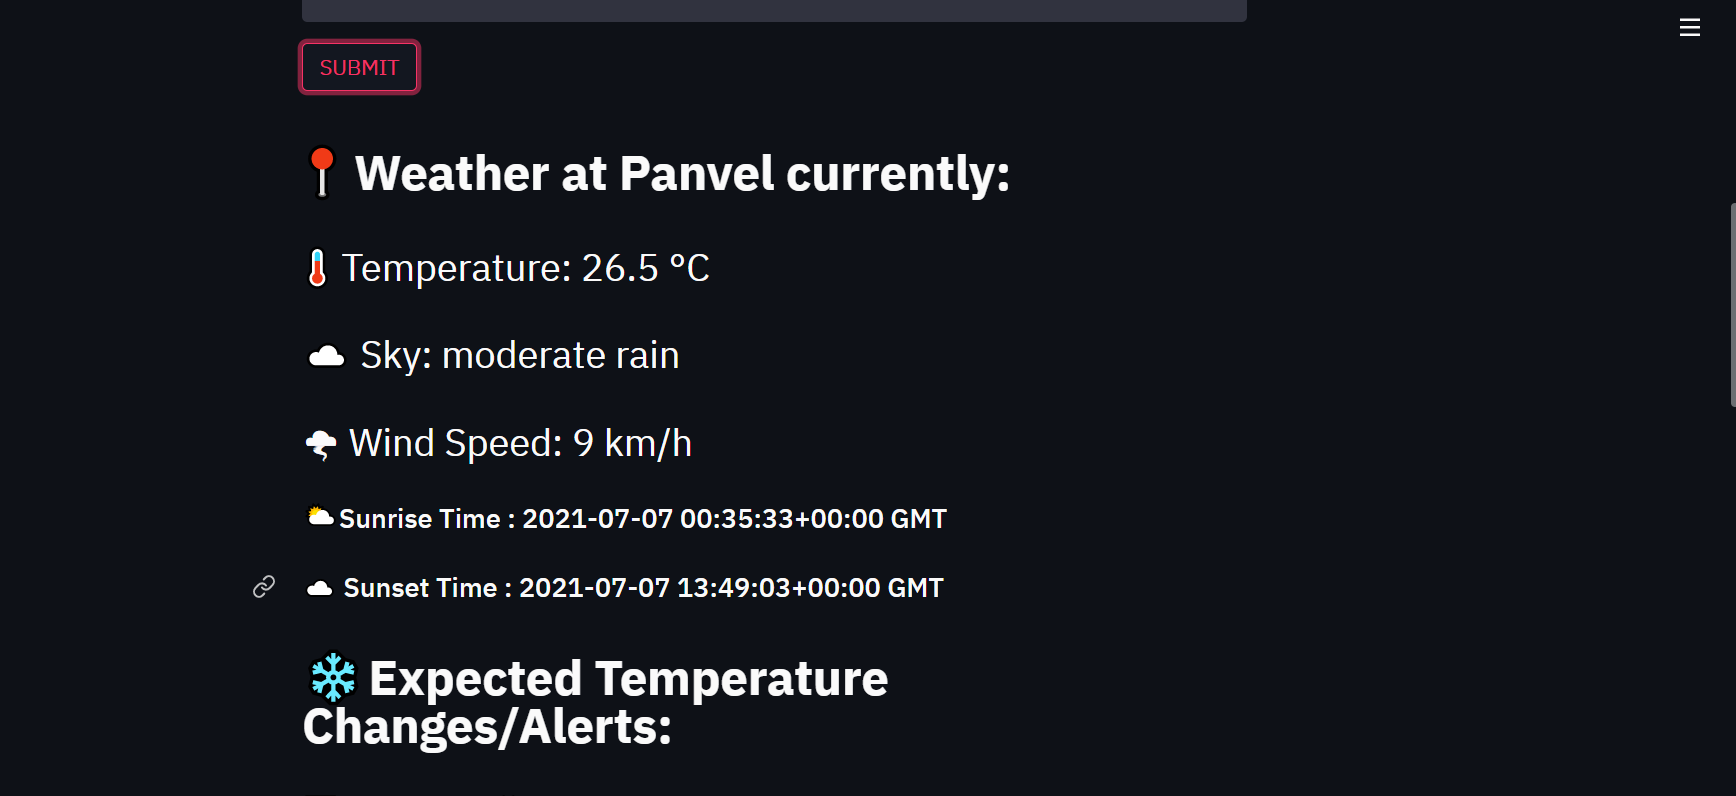 SUBMIT
📍 Weather at Panvel currently:
🌡️ Temperature: 26.5 °C
☁️ Sky: moderate rain
🌪️ Wind Speed: 9 km/h
🌥️ Sunrise Time : 2021-07-07 00:35:33+00:00 GMT
☁️ Sunset Time : 2021-07-07 13:49:03+00:00 GMT
❄️ Expected Temperature
Changes/Alerts: